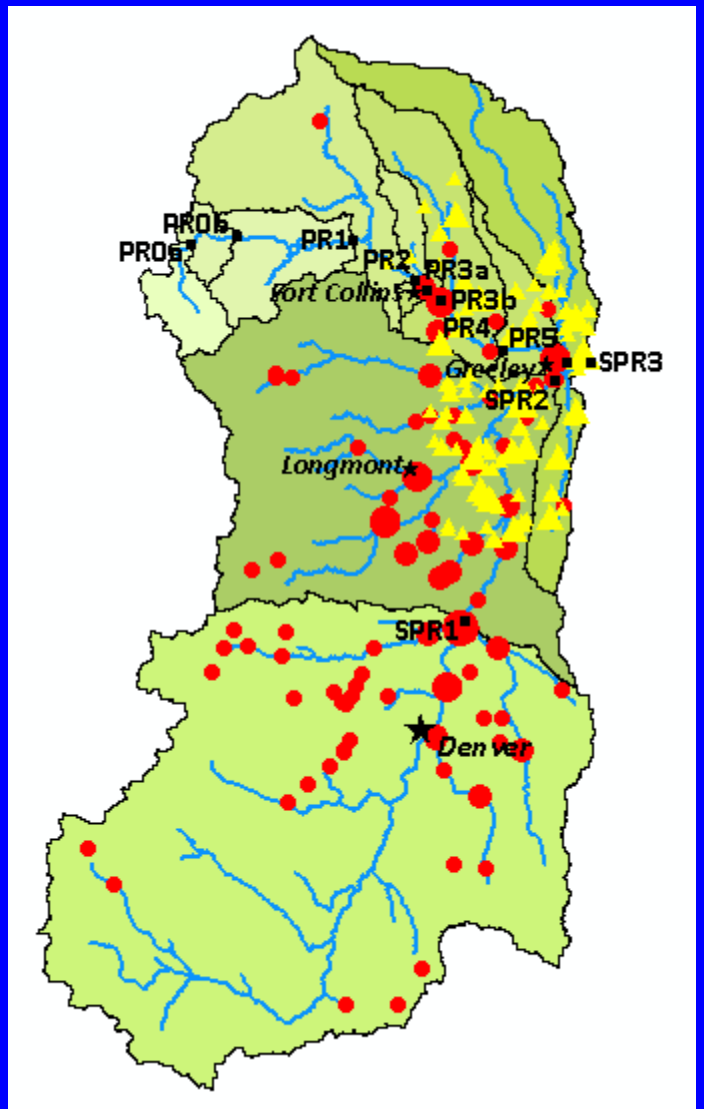 PR0b
PR0a
PR1
PR2
PR3a
Fort Collins
PR3b
PR4
PR5
Greeley
SPR3
SPR2
Longmont
SPR1
Denver